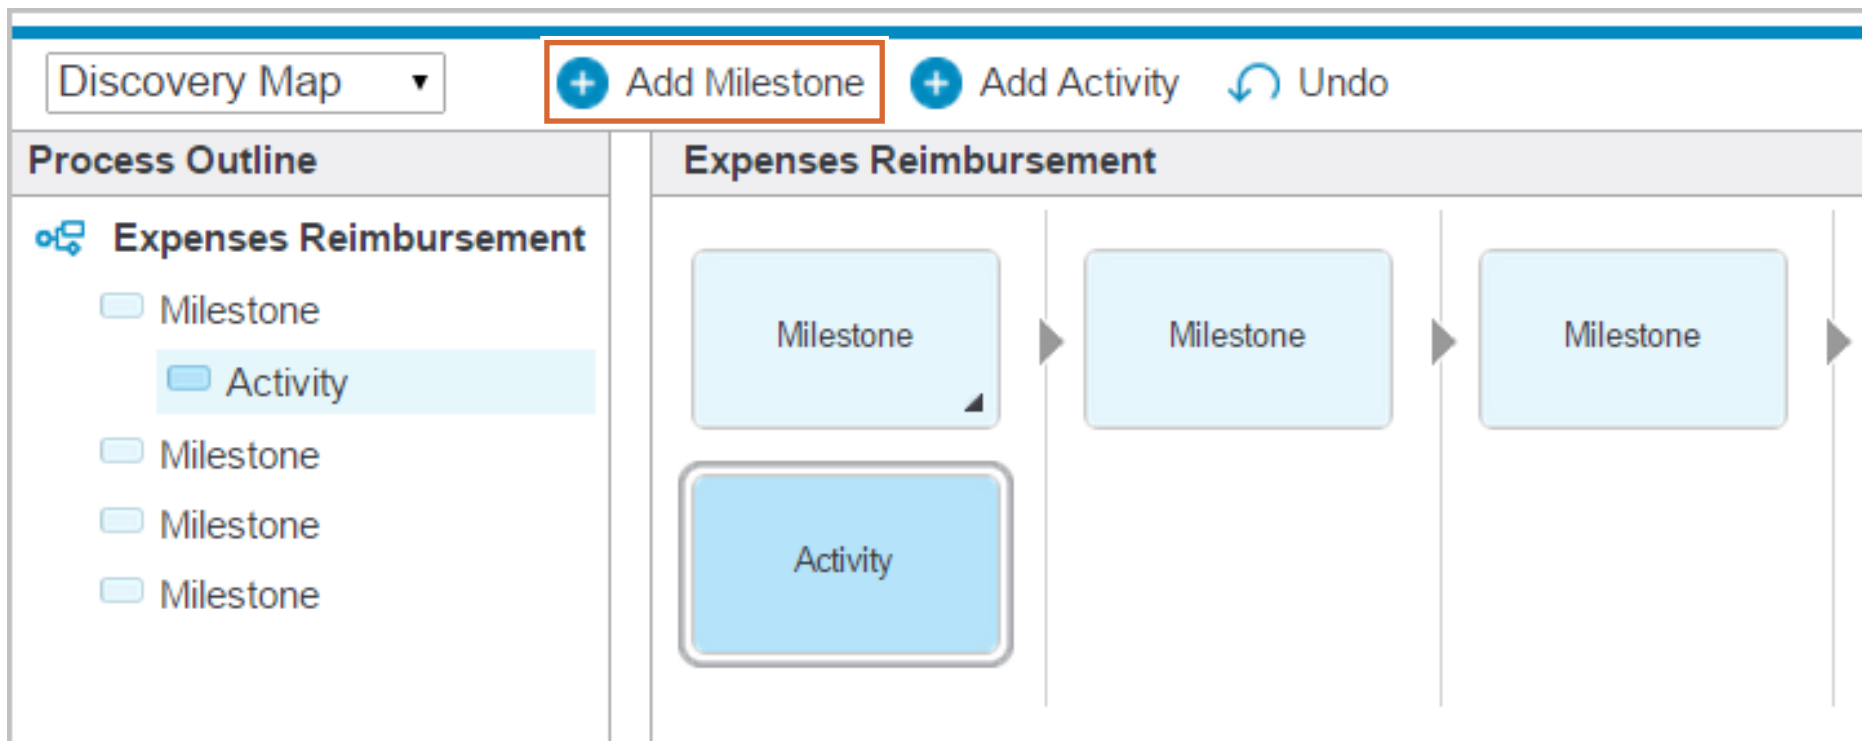 Discovery Map
Add Milestone
Add Activity
Undo
Process Outline
Expenses Reimbursement
Milestone
Activity
Milestone
Milestone
Milestone
Expenses Reimbursement
Milestone
Milestone
Milestone
Activity